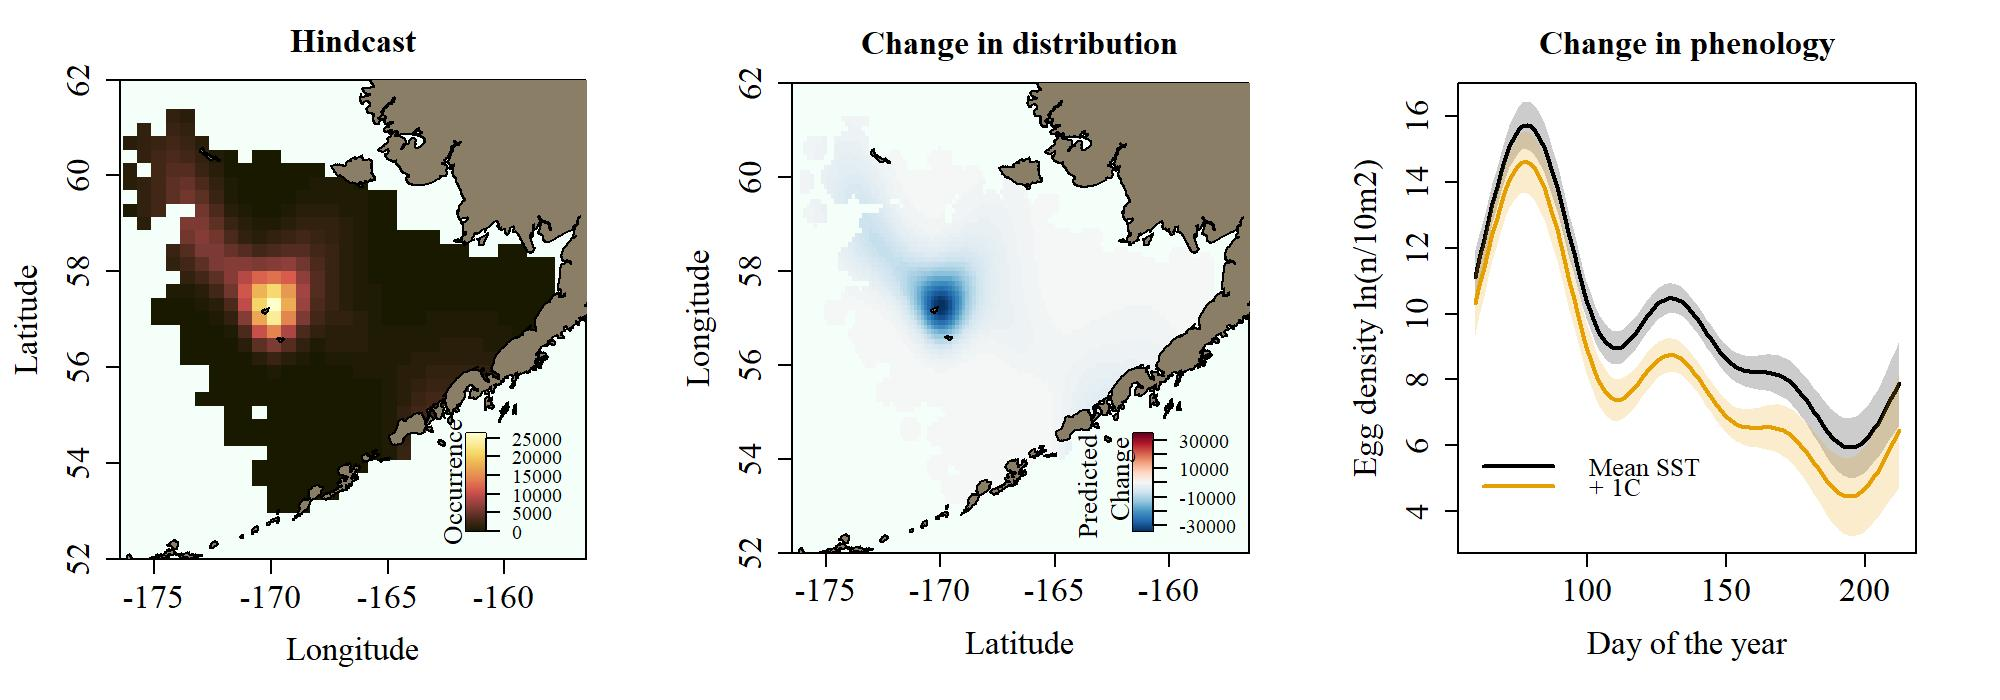 Hindcast
Latitude
62
60
58
56
54
52
-175
-170
-165
-160
Longitude
Occurrence
25000
20000
15000
10000
5000
0
Change in distribution
Longitude
62
60
58
56
54
52
-175
-170
-165
-160
Latitude
Predicted
Change
30000
10000
-10000
-30000
Change in phenology
Egg density ln(n/10m2)
16
14
12
10
8
6
4
Mean SST
+ 1C
100
150
200
Day of the year